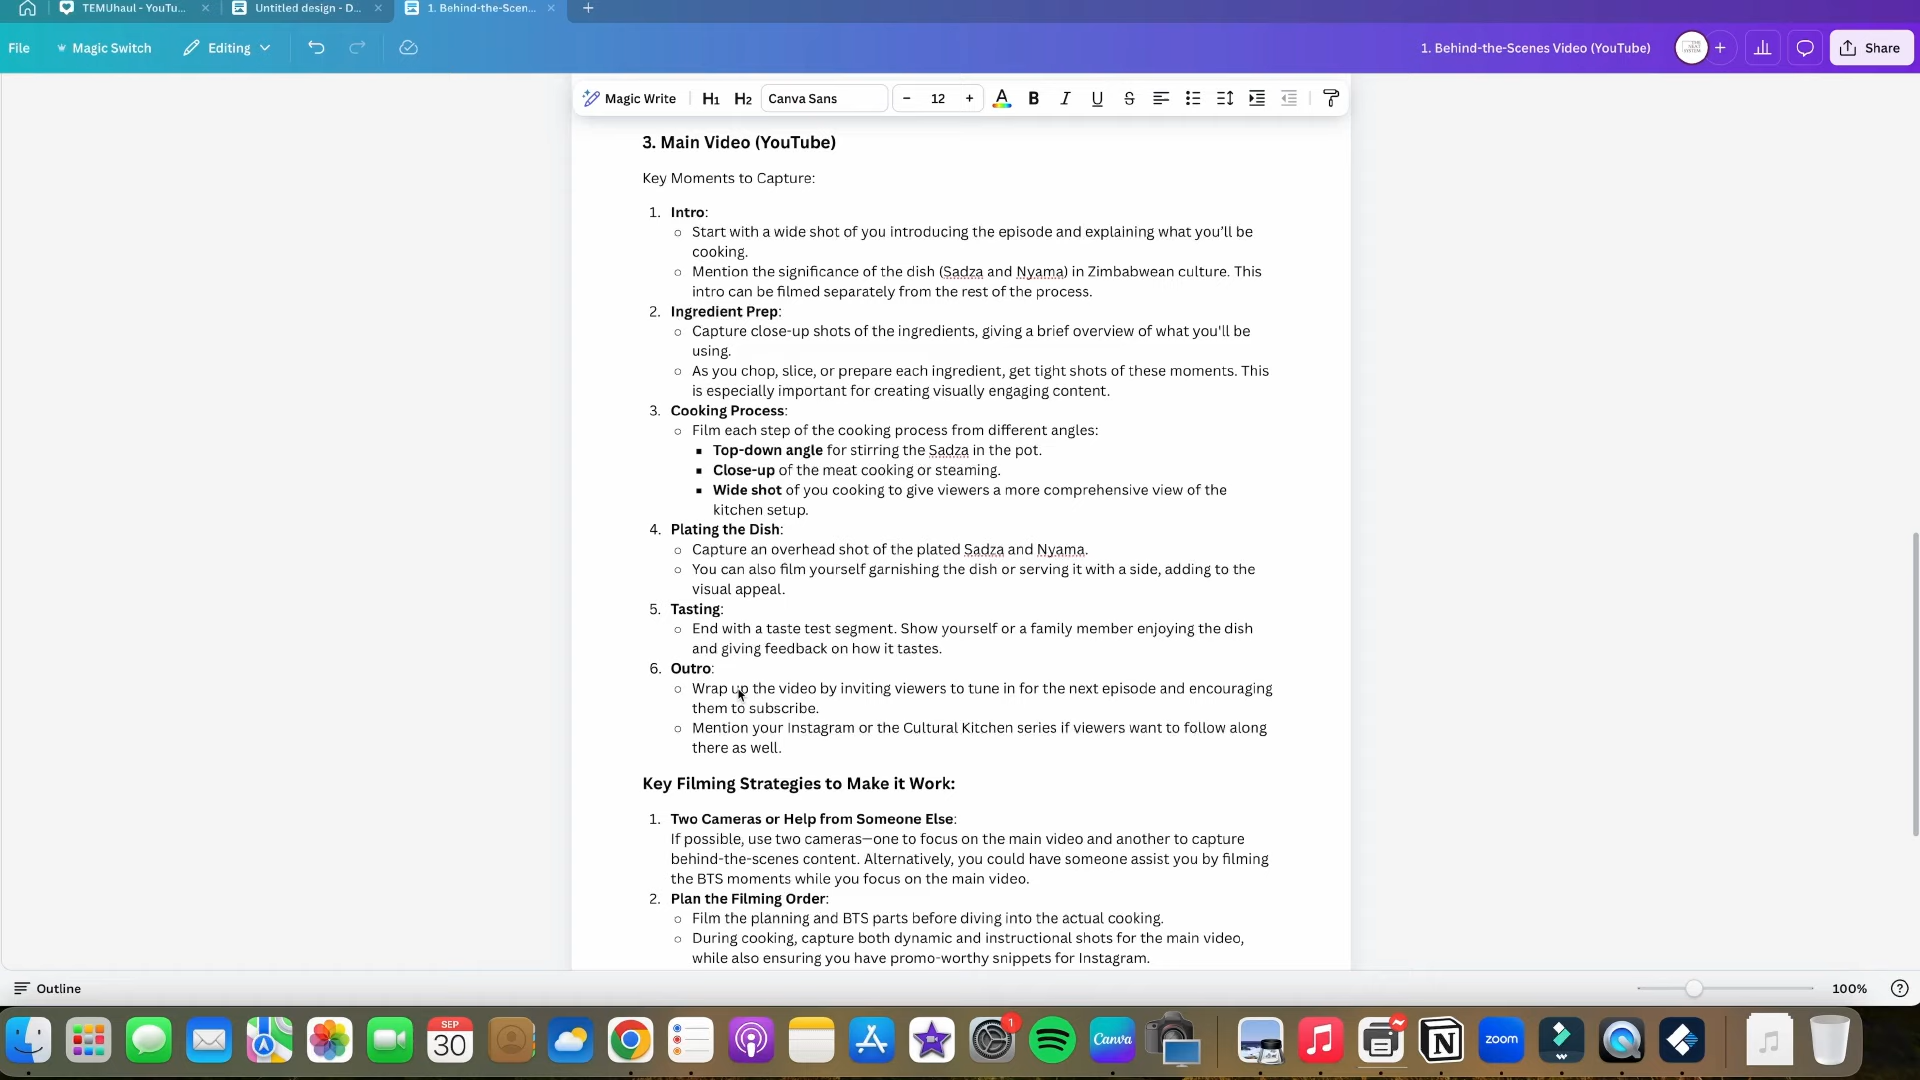 TEMUhaul - YouTu...
Untitled design - D...
1. Behind-the-Scen...
File
Magic Switch
Editing
1. Behind-the-Scenes Video (YouTube)
Share
Magic Write
H1
H2
Canva Sans
12
A
B
I
U
S
3. Main Video (YouTube)
Key Moments to Capture:
1. Intro:
Start with a wide shot of you introducing the episode and explaining what you’ll be
cooking.
Mention the significance of the dish (Sadza and Nyama) in Zimbabwean culture. This
intro can be filmed separately from the rest of the process.
2. Ingredient Prep:
Capture close-up shots of the ingredients, giving a brief overview of what you'll be
using.
As you chop, slice, or prepare each ingredient, get tight shots of these moments. This
is especially important for creating visually engaging content.
3. Cooking Process:
Film each step of the cooking process from different angles:
Top-down angle for stirring the Sadza in the pot.
Close-up of the meat cooking or steaming.
Wide shot of you cooking to give viewers a more comprehensive view of the
kitchen setup.
4. Plating the Dish:
Capture an overhead shot of the plated Sadza and Nyama.
You can also film yourself garnishing the dish or serving it with a side, adding to the
visual appeal.
5. Tasting:
End with a taste test segment. Show yourself or a family member enjoying the dish
and giving feedback on how it tastes.
6. Outro:
Wrap up the video by inviting viewers to tune in for the next episode and encouraging
them to subscribe.
Mention your Instagram or the Cultural Kitchen series if viewers want to follow along
there as well.
Key Filming Strategies to Make it Work:
1. Two Cameras or Help from Someone Else:
If possible, use two cameras—one to focus on the main video and another to capture
behind-the-scenes content. Alternatively, you could have someone assist you by filming
the BTS moments while you focus on the main video.
2. Plan the Filming Order:
Film the planning and BTS parts before diving into the actual cooking.
During cooking, capture both dynamic and instructional shots for the main video,
while also ensuring you have promo-worthy snippets for Instagram.
Outline
100%
SEP
30
1
Canva
zoom